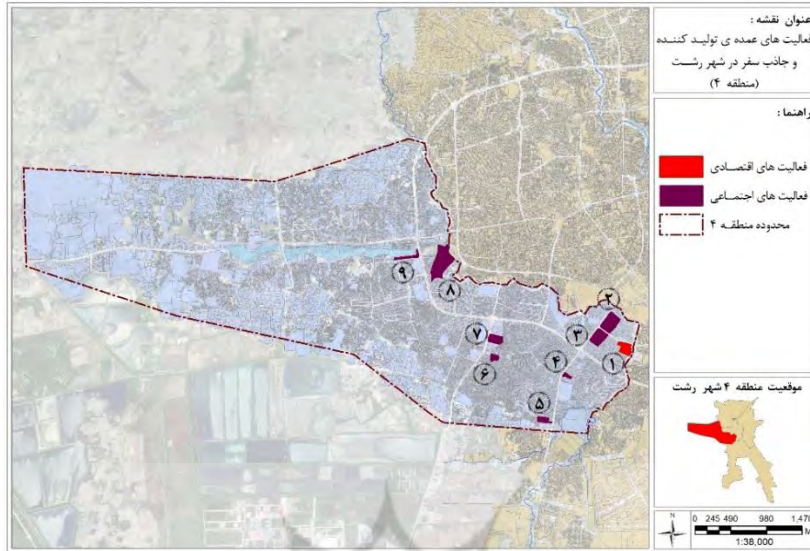 عنوان نقشه :
فعالیت های عمده ی تولید کننده
و جاذب سفر در شهر رشت
(منطقه ۴)
راهنما :
فعالیت های اقتصادی
فعالیت های اجتماعی
محدوده منطقه ۴
موقعیت منطقه ۴ شهر رشت
N
0 245 490 980 1,470
M
1:38,000
۱
۲
۳
۴
۵
۶
۷
۸
۹